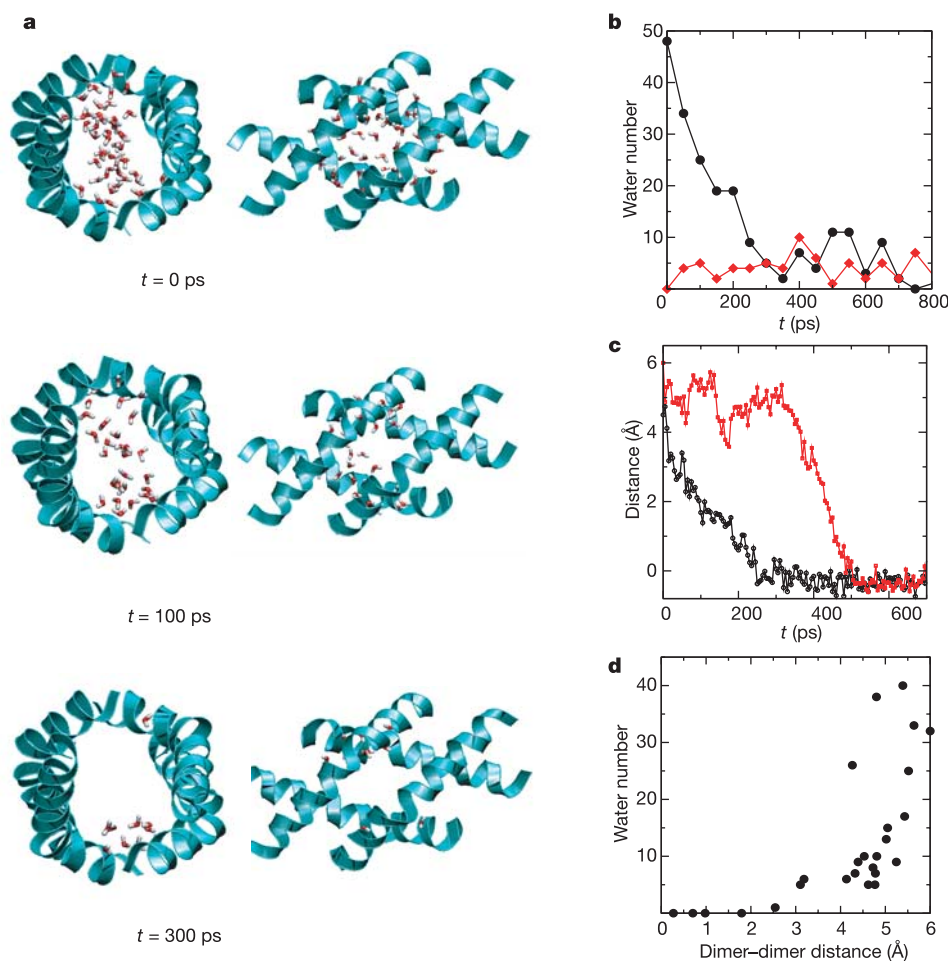 a
t = 0 ps
t = 100 ps
t = 300 ps
b
50
40
30
20
10
Water number
0 200 400 600 800
t (ps)
c
6
4
2
0
Distance (Å)
0 200 400 600
t (ps)
d
40
30
20
10
0
Water number
0 1 2 3 4 5 6
Dimer–dimer distance (Å)